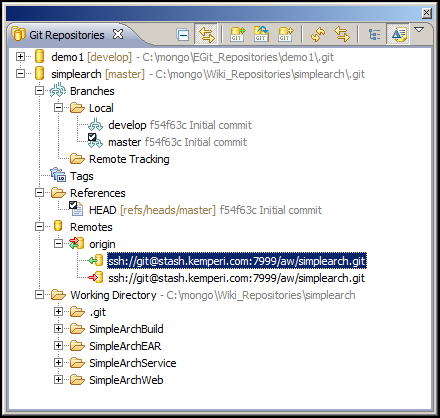 Git Repositories
GIT GIT GIT
demo1 [develop] - C:\mongo\EGit_Repositories\demo1\.git
simplearch [master] - C:\mongo\Wiki_Repositories\simplearch\.git
Branches
Local
develop f54f63c Initial commit
master f54f63c Initial commit
Remote Tracking
Tags
References
HEAD [refs/heads/master] f54f63c Initial commit
Remotes
origin
ssh://git@stash.kemperi.com:7999/aw/simplearch.git
ssh://git@stash.kemperi.com:7999/aw/simplearch.git
Working Directory - C:\mongo\Wiki_Repositories\simplearch
.git
SimpleArchBuild
SimpleArchEAR
SimpleArchService
SimpleArchWeb